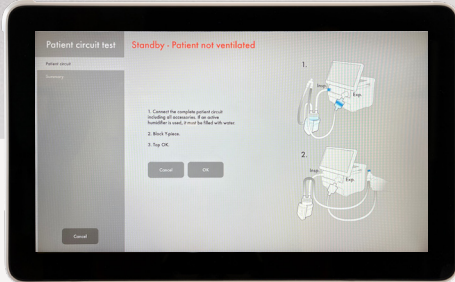 Patient circuit test
Standby - Patient not ventilated
Patient circuit
Summary
1. Connect the complete patient circuit
including all accessories. If an active
humidifier is used, it must be filled with water.
2. Block Y-piece.
3. Tap OK.
Cancel
OK
1.
Insp.
Exp.
2.
Insp.
Exp.
Cancel